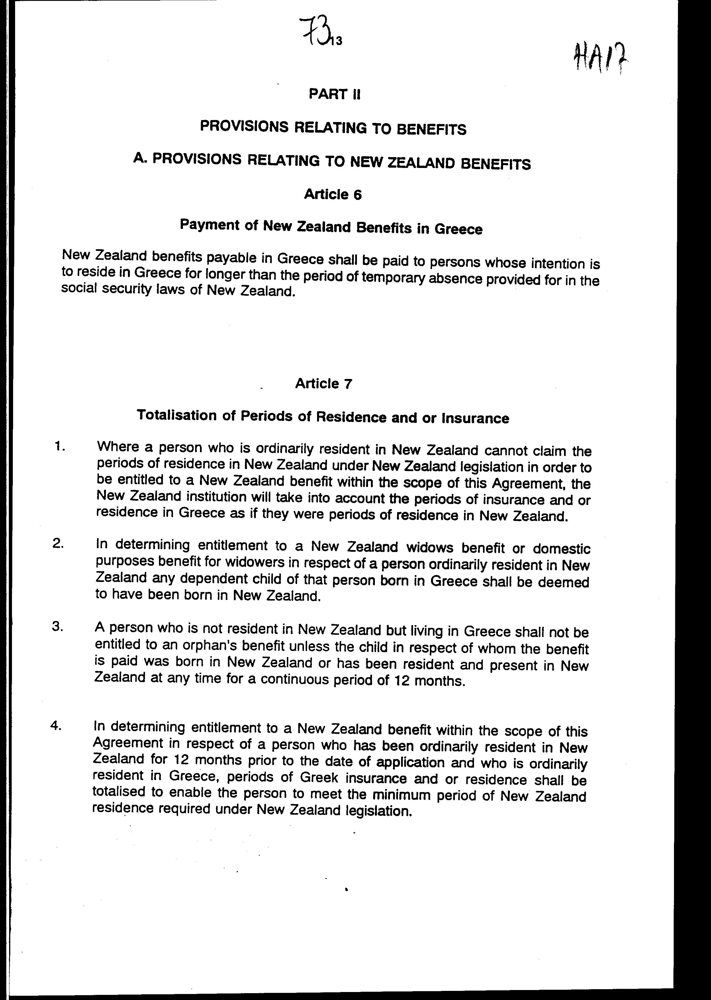 73
13
HA17
PART II
PROVISIONS RELATING TO BENEFITS
A. PROVISIONS RELATING TO NEW ZEALAND BENEFITS
Article 6
Payment of New Zealand Benefits in Greece
New Zealand benefits payable in Greece shall be paid to persons whose intention is
to reside in Greece for longer than the period of temporary absence provided for in the
social security laws of New Zealand.
Article 7
Totalisation of Periods of Residence and or Insurance
1. Where a person who is ordinarily resident in New Zealand cannot claim the
periods of residence in New Zealand under New Zealand legislation in order to
be entitled to a New Zealand benefit within the scope of this Agreement, the
New Zealand institution will take into account the periods of insurance and or
residence in Greece as if they were periods of residence in New Zealand.
2. In determining entitlement to a New Zealand widows benefit or domestic
purposes benefit for widowers in respect of a person ordinarily resident in New
Zealand any dependent child of that person born in Greece shall be deemed
to have been born in New Zealand.
3. A person who is not resident in New Zealand but living in Greece shall not be
entitled to an orphan's benefit unless the child in respect of whom the benefit
is paid was born in New Zealand or has been resident and present in New
Zealand at any time for a continuous period of 12 months.
4. In determining entitlement to a New Zealand benefit within the scope of this
Agreement in respect of a person who has been ordinarily resident in New
Zealand for 12 months prior to the date of application and who is ordinarily
resident in Greece, periods of Greek insurance and or residence shall be
totalised to enable the person to meet the minimum period of New Zealand
residence required under New Zealand legislation.